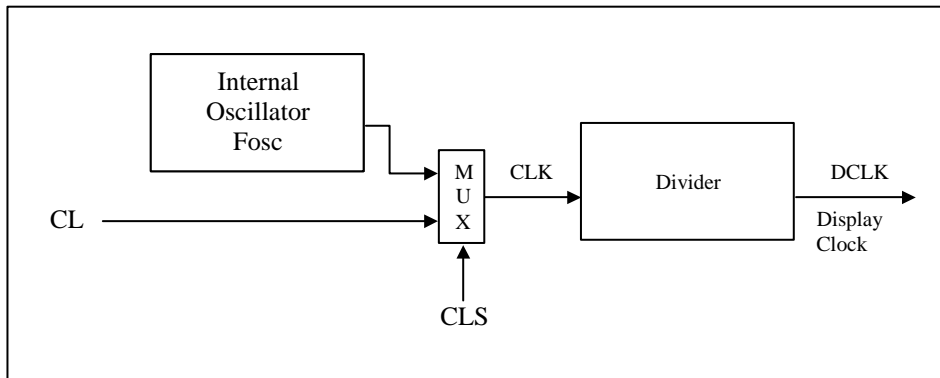 Internal
Oscillator
Fosc
M
U
X
CL
CLS
CLK
Divider
DCLK
Display
Clock